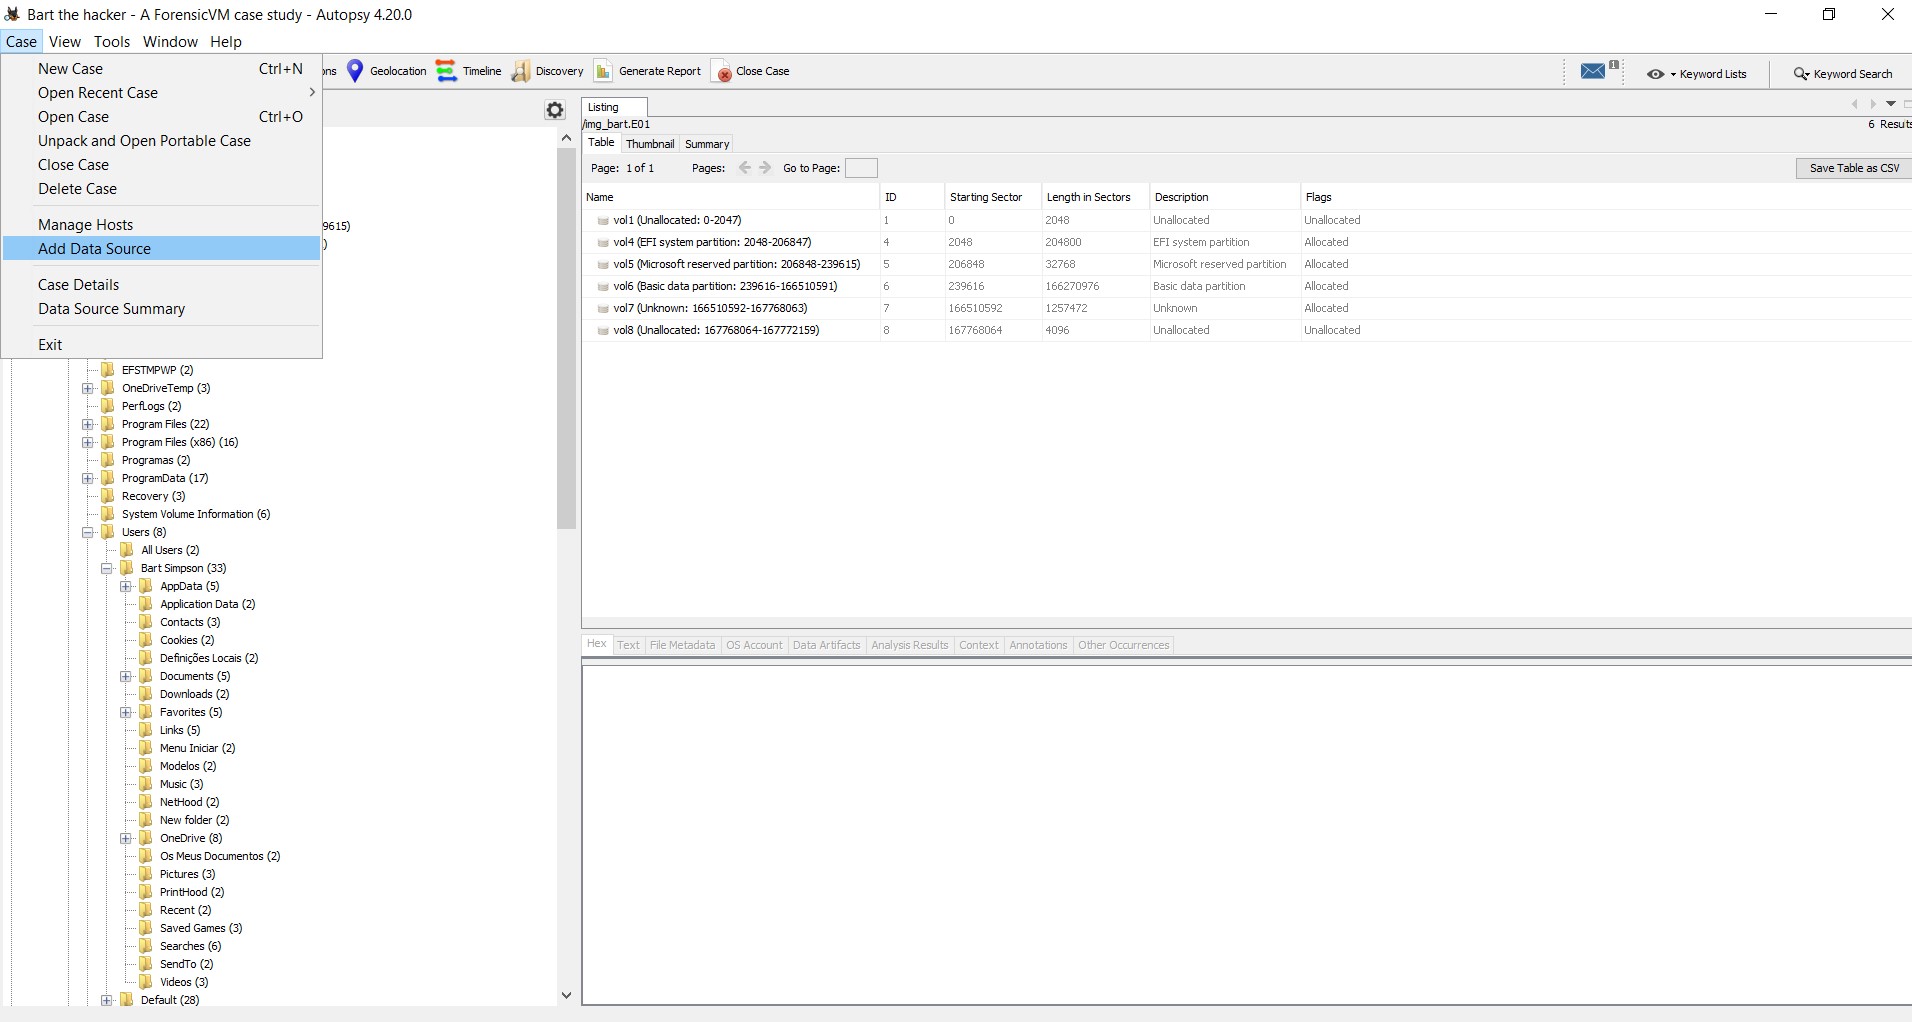 Bart the hacker - A ForensicVM case study - Autopsy 4.20.0
Case View Tools Window Help
New Case Ctrl+N
Open Recent Case
Open Case Ctrl+O
Unpack and Open Portable Case
Close Case
Delete Case
Manage Hosts
Add Data Source
Case Details
Data Source Summary
Exit
ons Geolocation Timeline Discovery Generate Report Close Case 1 Keyword Lists Keyword Search
9615)
)
EFSTMPWP (2)
OneDriveTemp (3)
PerfLogs (2)
Program Files (22)
Program Files (x86) (16)
Programas (2)
ProgramData (17)
Recovery (3)
System Volume Information (6)
Users (8)
All Users (2)
Bart Simpson (33)
AppData (5)
Application Data (2)
Contacts (3)
Cookies (2)
Definições Locais (2)
Documents (5)
Downloads (2)
Favorites (5)
Links (5)
Menu Iniciar (2)
Modelos (2)
Music (3)
NetHood (2)
New folder (2)
OneDrive (8)
Os Meus Documentos (2)
Pictures (3)
PrintHood (2)
Recent (2)
Saved Games (3)
Searches (6)
SendTo (2)
Videos (3)
Default (28)
Listing
/img_bart.E01 6 Results
Table Thumbnail Summary
Page: 1 of 1 Pages: Go to Page: Save Table as CSV
Name ID Starting Sector Length in Sectors Description Flags
vol1 (Unallocated: 0-2047) 1 0 2048 Unallocated Unallocated
vol4 (EFI system partition: 2048-206847) 4 2048 204800 EFI system partition Allocated
vol5 (Microsoft reserved partition: 206848-239615) 5 206848 32768 Microsoft reserved partition Allocated
vol6 (Basic data partition: 239616-166510591) 6 239616 166270976 Basic data partition Allocated
vol7 (Unknown: 166510592-167768063) 7 166510592 1257472 Unknown Allocated
vol8 (Unallocated: 167768064-167772159) 8 167768064 4096 Unallocated Unallocated
Hex Text File Metadata OS Account Data Artifacts Analysis Results Context Annotations Other Occurrences